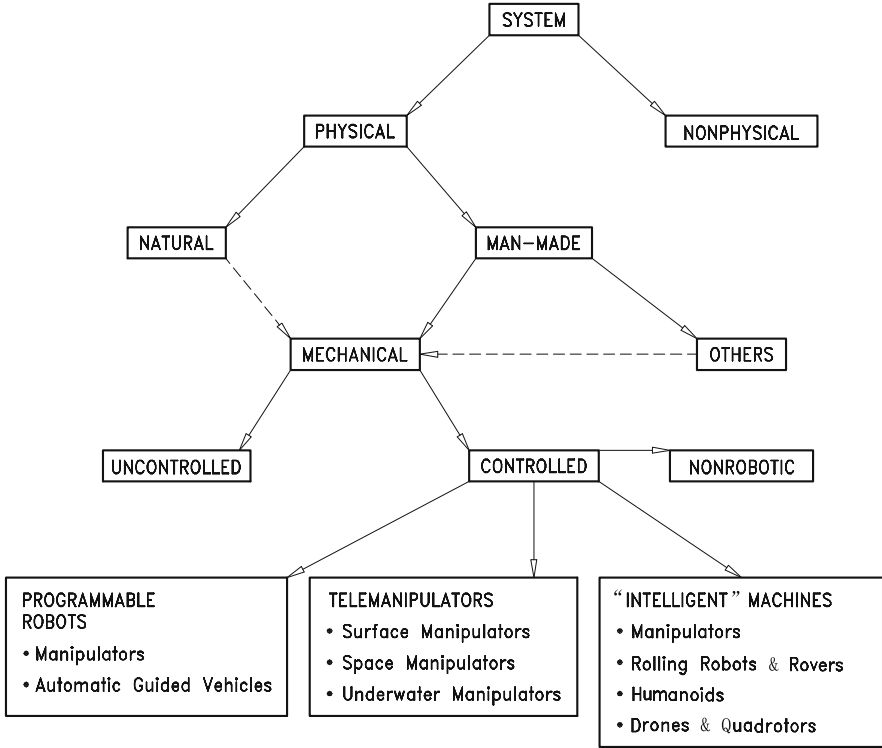 SYSTEM
PHYSICAL
NONPHYSICAL
NATURAL
MAN-MADE
MECHANICAL
OTHERS
UNCONTROLLED
CONTROLLED
NONROBOTIC
PROGRAMMABLE
ROBOTS
• Manipulators
• Automatic Guided Vehicles
TELEMANIPULATORS
• Surface Manipulators
• Space Manipulators
• Underwater Manipulators
“INTELLIGENT” MACHINES
• Manipulators
• Rolling Robots & Rovers
• Humanoids
• Drones & Quadrotors